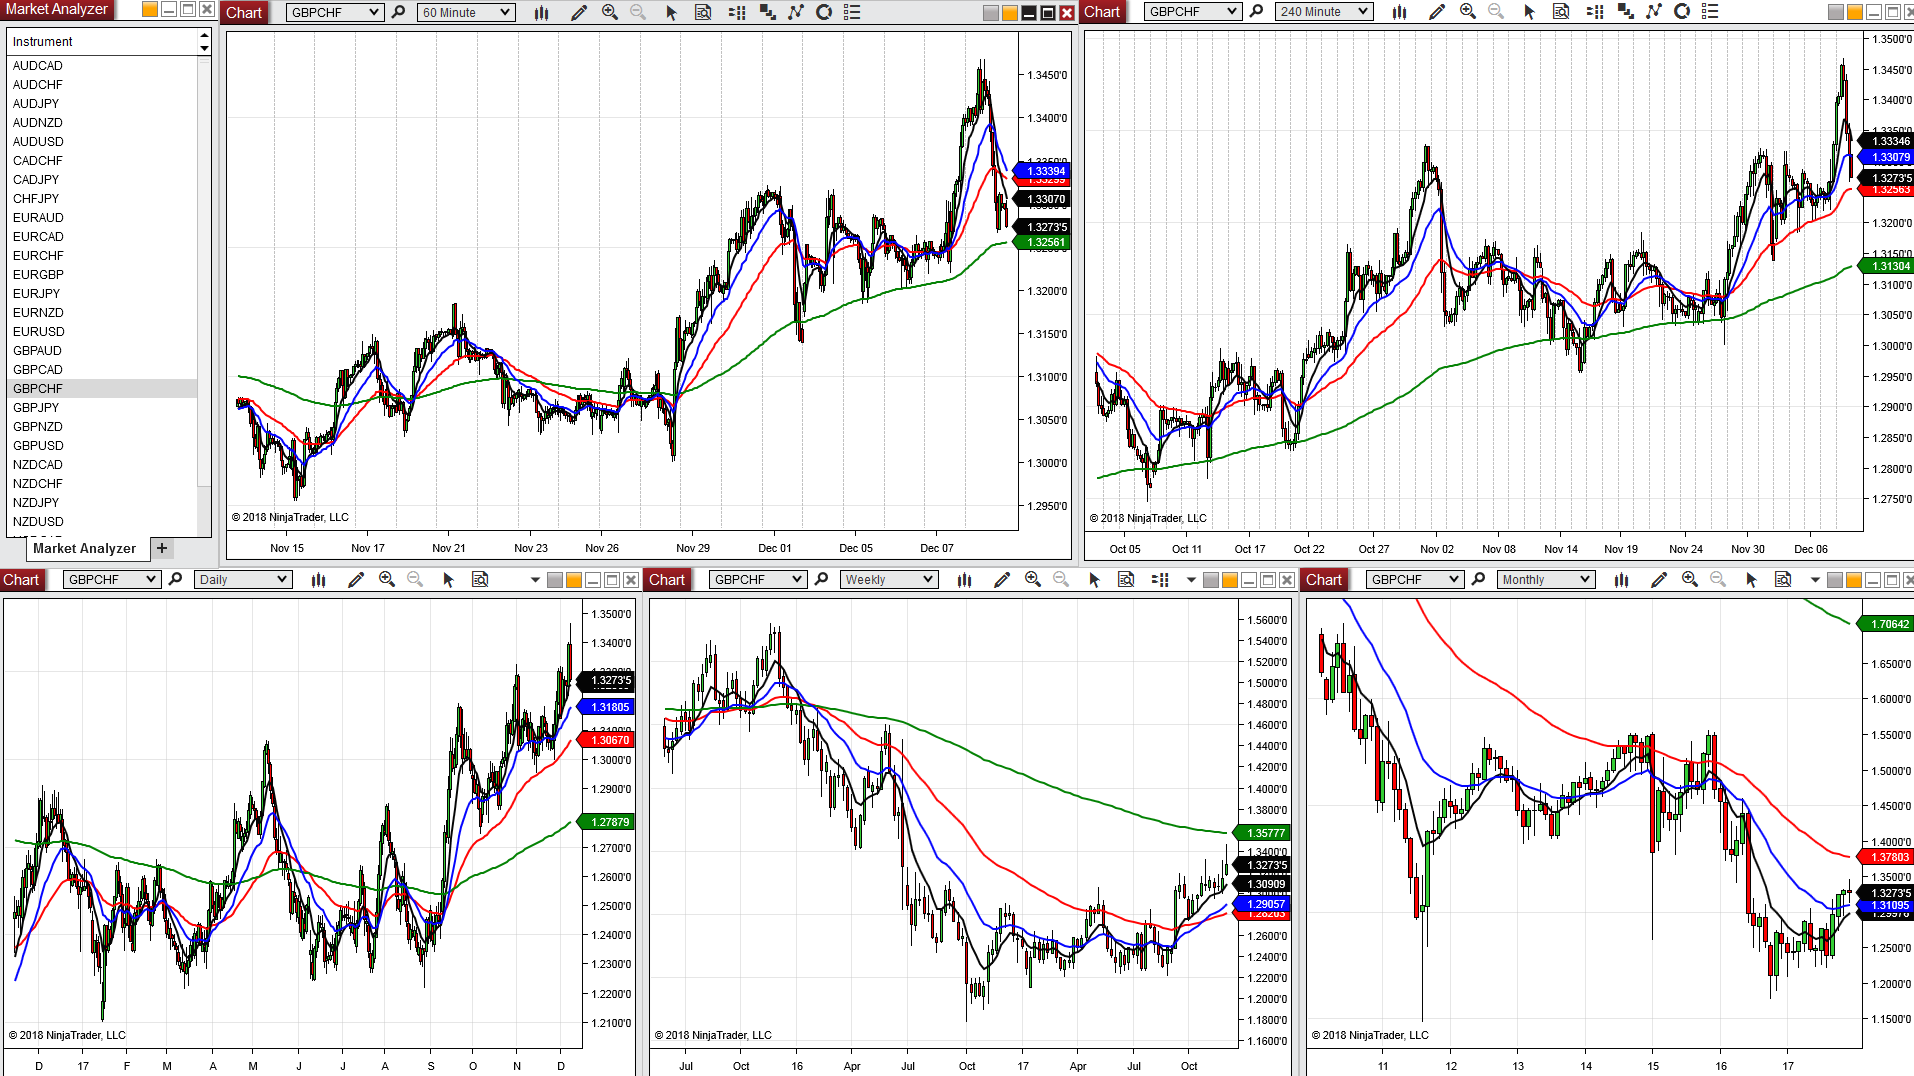 Market Analyzer
Instrument
AUDCAD
AUDCHF
AUDJPY
AUDNZD
AUDUSD
CADCHF
CADJPY
CHFJPY
EURAUD
EURCAD
EURCHF
EURGBP
EURJPY
EURNZD
EURUSD
GBPAUD
GBPCAD
GBPCHF
GBPJPY
GBPNZD
GBPUSD
NZDCAD
NZDCHF
NZDJPY
NZDUSD
Market Analyzer +
Chart GBPCHF 60 Minute
1.3450'0
1.3400'0
1.33394
1.33070
1.3273'5
1.32561
1.3200'0
1.3150'0
1.3100'0
1.3050'0
1.3000'0
1.2950'0
© 2018 NinjaTrader, LLC
Nov 15 Nov 17 Nov 21 Nov 23 Nov 26 Nov 29 Dec 01 Dec 05 Dec 07
Chart GBPCHF 240 Minute
1.3500'0
1.3450'0
1.3400'0
1.33346
1.33079
1.3273'5
1.32563
1.3200'0
1.3150'0
1.31304
1.3100'0
1.3050'0
1.3000'0
1.2950'0
1.2900'0
1.2850'0
1.2800'0
1.2750'0
© 2018 NinjaTrader, LLC
Oct 05 Oct 11 Oct 17 Oct 22 Oct 27 Nov 02 Nov 08 Nov 14 Nov 19 Nov 24 Nov 30 Dec 06
Chart GBPCHF Daily
1.3500'0
1.3400'0
1.3273'5
1.31805
1.30670
1.3000'0
1.2900'0
1.27879
1.2700'0
1.2600'0
1.2500'0
1.2400'0
1.2300'0
1.2200'0
1.2100'0
© 2018 NinjaTrader, LLC
D 17 F M A M J J A S O N D
Chart GBPCHF Weekly
1.5600'0
1.5400'0
1.5200'0
1.5000'0
1.4800'0
1.4600'0
1.4400'0
1.4200'0
1.4000'0
1.3800'0
1.35777
1.3400'0
1.3273'5
1.30909
1.29057
1.2600'0
1.2400'0
1.2200'0
1.2000'0
1.1800'0
1.1600'0
© 2018 NinjaTrader, LLC
Jul Oct 16 Apr Jul Oct 17 Apr Jul Oct
Chart GBPCHF Monthly
1.70642
1.6500'0
1.6000'0
1.5500'0
1.5000'0
1.4500'0
1.4000'0
1.37803
1.3500'0
1.3273'5
1.31095
1.2500'0
1.2000'0
1.1500'0
© 2018 NinjaTrader, LLC
11 12 13 14 15 16 17